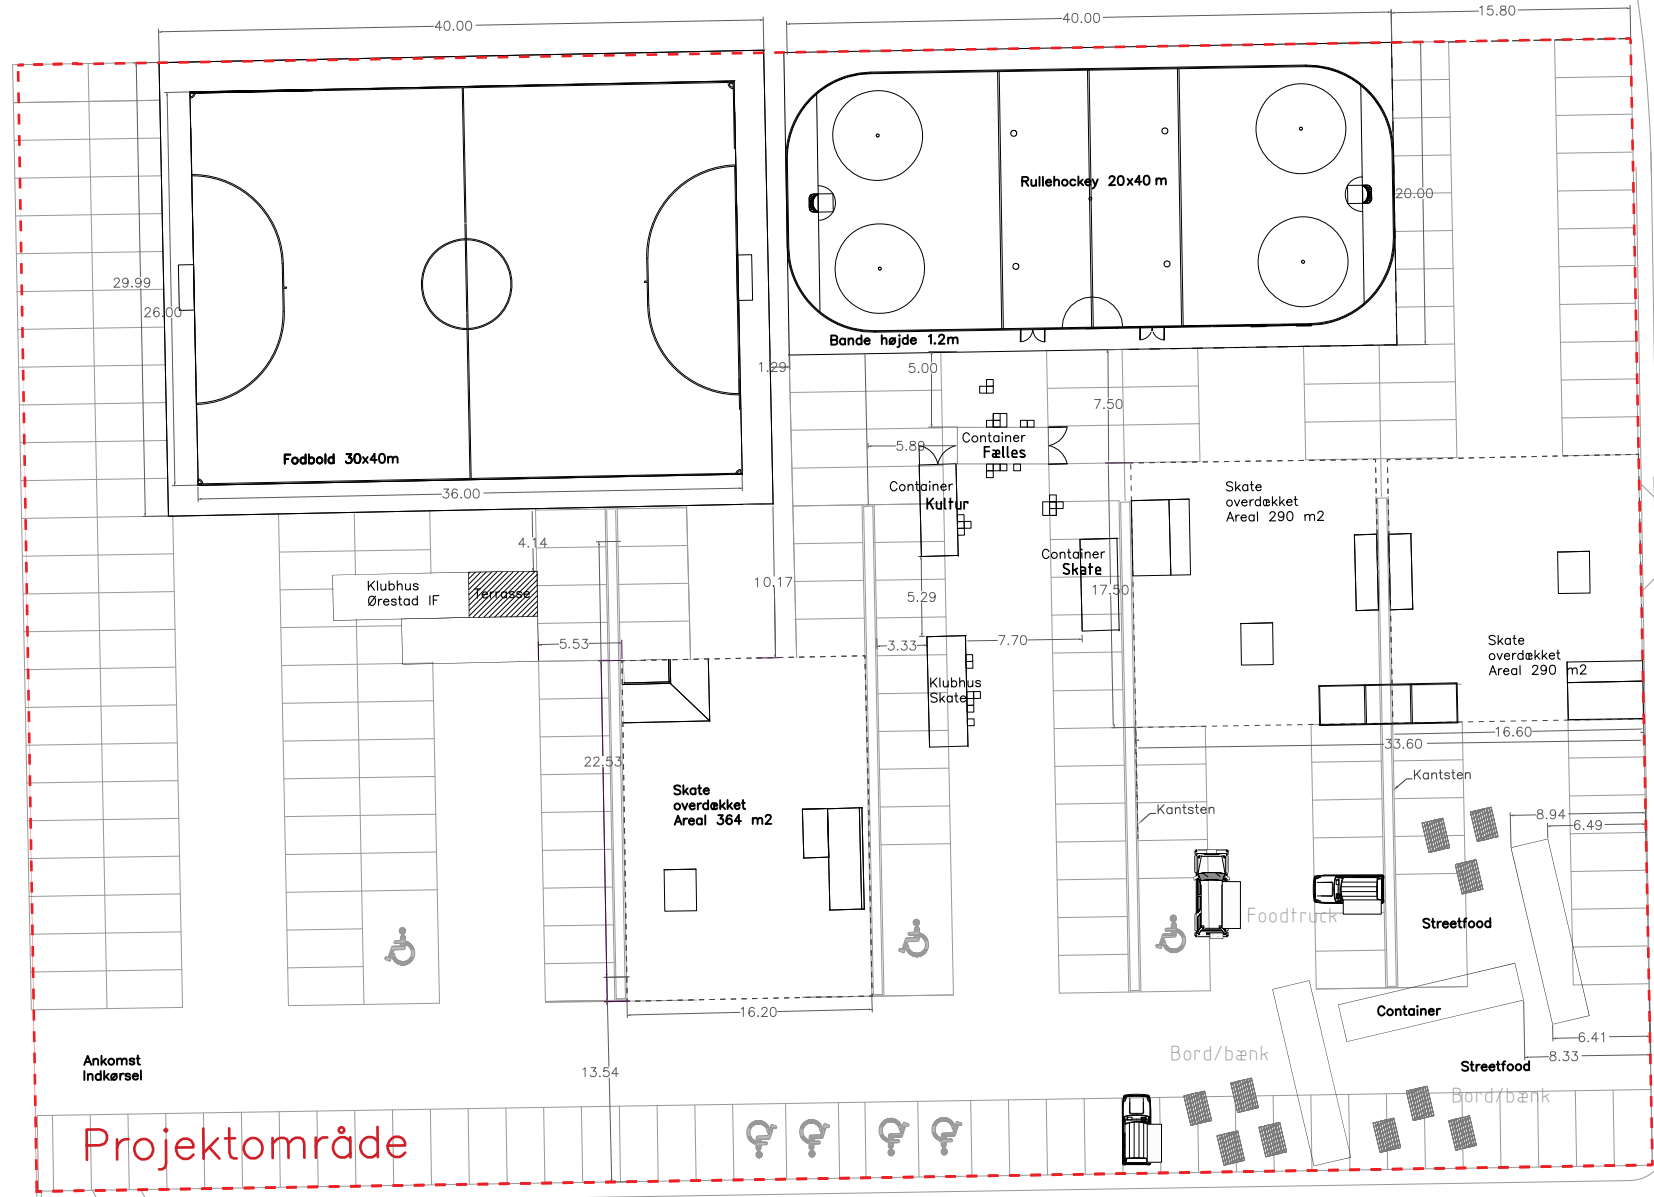 40.00
40.00
15.80
Rullehockey 20x40 m
20.00
29.99
26.00
Bande højde 1.2m
1.29
5.00
7.50
Container
Fælles
5.89
Fodbold 30x40m
36.00
Container
Kultur
Skate
overdækket
Areal 290 m2
4.14
Container
Skate
10.17
17.50
5.29
Klubhus
Ørestad IF
Terrasse
5.53
3.33
7.70
Skate
overdækket
Areal 290 m2
Klubhus
Skate
16.60
33.60
22.53
Kantsten
Kantsten
Skate
overdækket
Areal 364 m2
8.94
6.49
Foodtruck
Streetfood
16.20
Container
6.41
8.33
Bord/bænk
Streetfood
Bord/bænk
Ankomst
Indkørsel
13.54
Projektområde